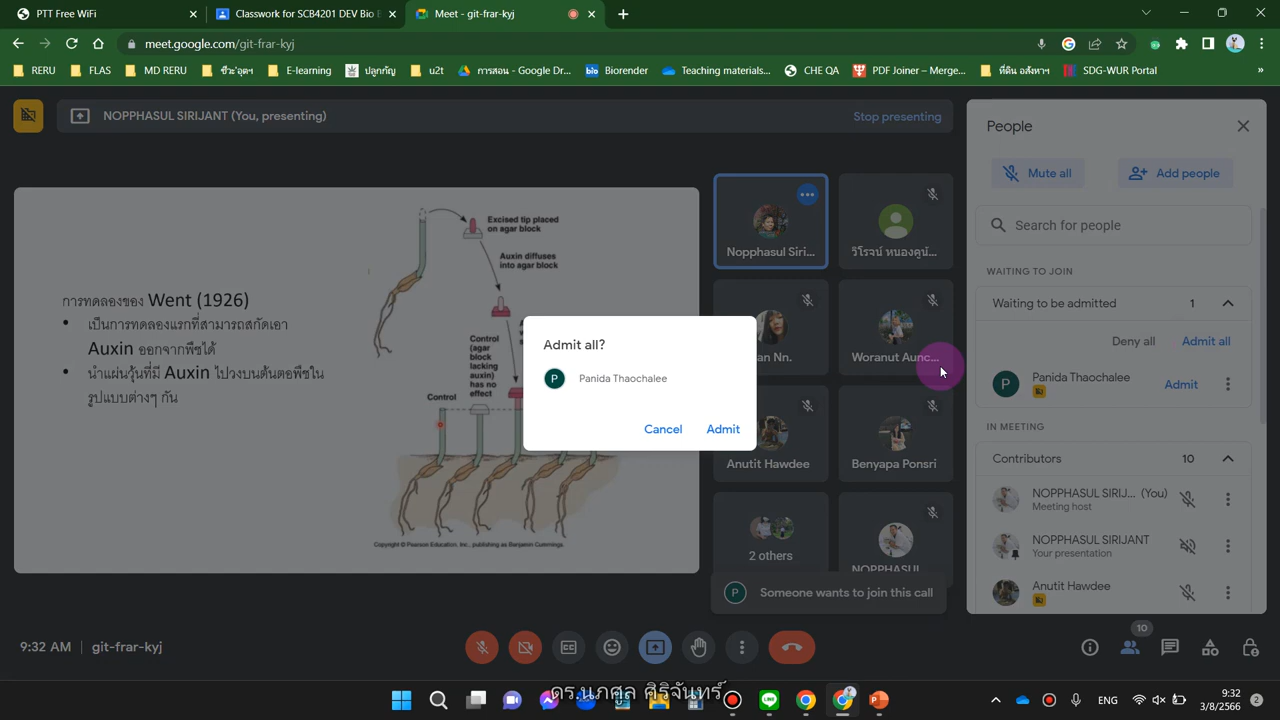 PTT Free WiFi
Classwork for SCB4201 DEV Bio E
Meet - git-frar-kyj
meet.google.com/git-frar-kyj
RERU
FLAS
MD RERU
ชีวะ'อุตฯ
E-learning
ปลูกกัญ
u2t
การสอน - Google Dr...
bio
Biorender
Teaching materials...
CHE QA
PDF Joiner – Merge...
ที่ดิน อสังหาฯ
SDG-WUR Portal
»
NOPPHASUL SIRIJANT (You, presenting)
Stop presenting
การทดลองของ Went (1926)
• เป็นการทดลองแรกที่สามารถสกัดเอา
Auxin ออกจากพืชได้
• นำแผ่นวุ้นที่มี Auxin ไปวางบนต้นตอพืชใน
รูปแบบต่างๆ กัน
Excised tip placed
on agar block
Auxin diffuses
into agar block
Control
(agar
block
lacking
auxin)
has no
effect
Control
Copyright © Pearson Education, Inc., publishing as Benjamin Cummings.
Nopphasul Siri...
วิโรจน์ หนองคูน้...
an Nn.
Woranut Aunc...
Anutit Hawdee
Benyapa Ponsri
2 others
NOPPHASUL
P
Someone wants to join this call
Admit all?
P
Panida Thaochalee
Cancel
Admit
People
Mute all
Add people
Search for people
WAITING TO JOIN
Waiting to be admitted
1
Deny all
Admit all
P
Panida Thaochalee
Admit
IN MEETING
Contributors
10
NOPPHASUL SIRIJ... (You)
Meeting host
NOPPHASUL SIRIJANT
Your presentation
Anutit Hawdee
9:32 AM
git-frar-kyj
10
ดร.นภศูล ศิริจันทร์
ENG
9:32
3/8/2566
2